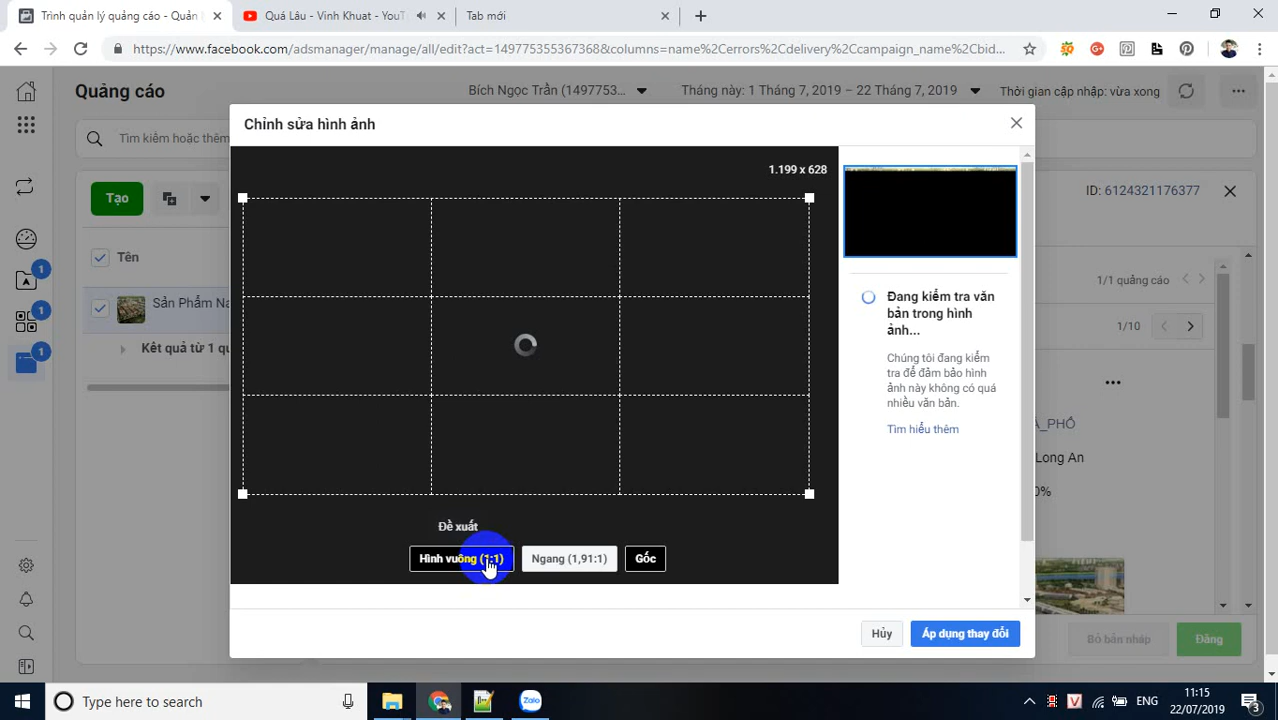 Trình quản lý quảng cáo - Quản
Quá Lâu - Vinh Khuat - YouT
Tab mới
https://www.facebook.com/adsmanager/manage/all/edit?act=149775355367368&columns=name%2Cerrors%2Cdelivery%2Ccampaign_name%2Cbid...
Quảng cáo
Bích Ngọc Trần (1497753...
Tháng này: 1 Tháng 7, 2019 – 22 Tháng 7, 2019
Thời gian cập nhập: vừa xong
Tìm kiếm hoặc thêm
Tạo
Tên
Sản Phẩm Na
Kết quả từ 1 qu
1
1
1
Chỉnh sửa hình ảnh
1.199 x 628
Đề xuất
Hình vuông (1:1)
Ngang (1,91:1)
Gốc
Đang kiểm tra văn
bản trong hình
ảnh...
Chúng tôi đang kiểm
tra để đảm bảo hình
ảnh này không có quá
nhiều văn bản.
Tìm hiểu thêm
Hủy
Áp dụng thay đổi
ID: 6124321176377
1/1 quảng cáo
1/10
Ả_PHỐ
Long An
0%
Bỏ bản nháp
Đăng
Type here to search
Zalo
V
ENG
11:15
22/07/2019
3